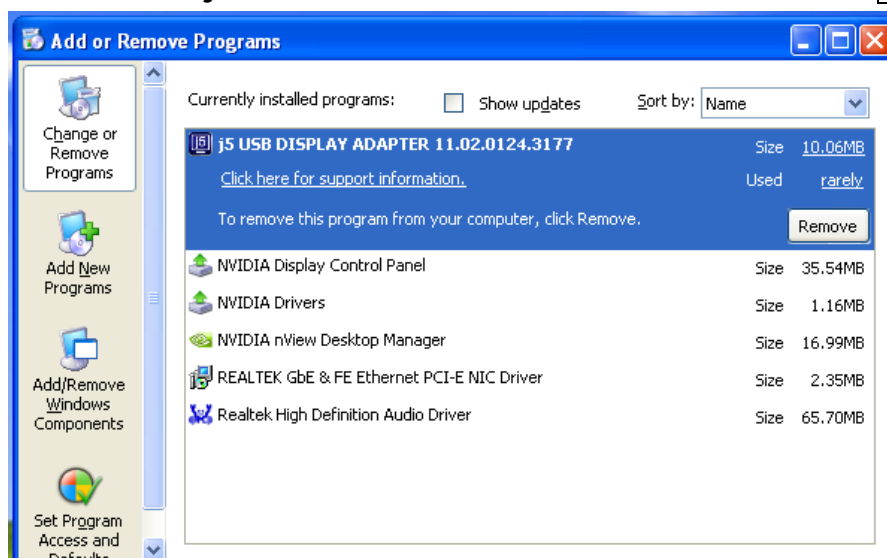 Add or Remove Programs
Change or
Remove
Programs
Add New
Programs
Add/Remove
Windows
Components
Set Program
Access and
Defaults
Currently installed programs: Show updates Sort by: Name
j5 USB DISPLAY ADAPTER 11.02.0124.3177 Size 10.06MB
Click here for support information. Used rarely
To remove this program from your computer, click Remove. Remove
NVIDIA Display Control Panel Size 35.54MB
NVIDIA Drivers Size 1.16MB
NVIDIA nView Desktop Manager Size 16.99MB
REALTEK GbE & FE Ethernet PCI-E NIC Driver Size 2.35MB
Realtek High Definition Audio Driver Size 65.70MB